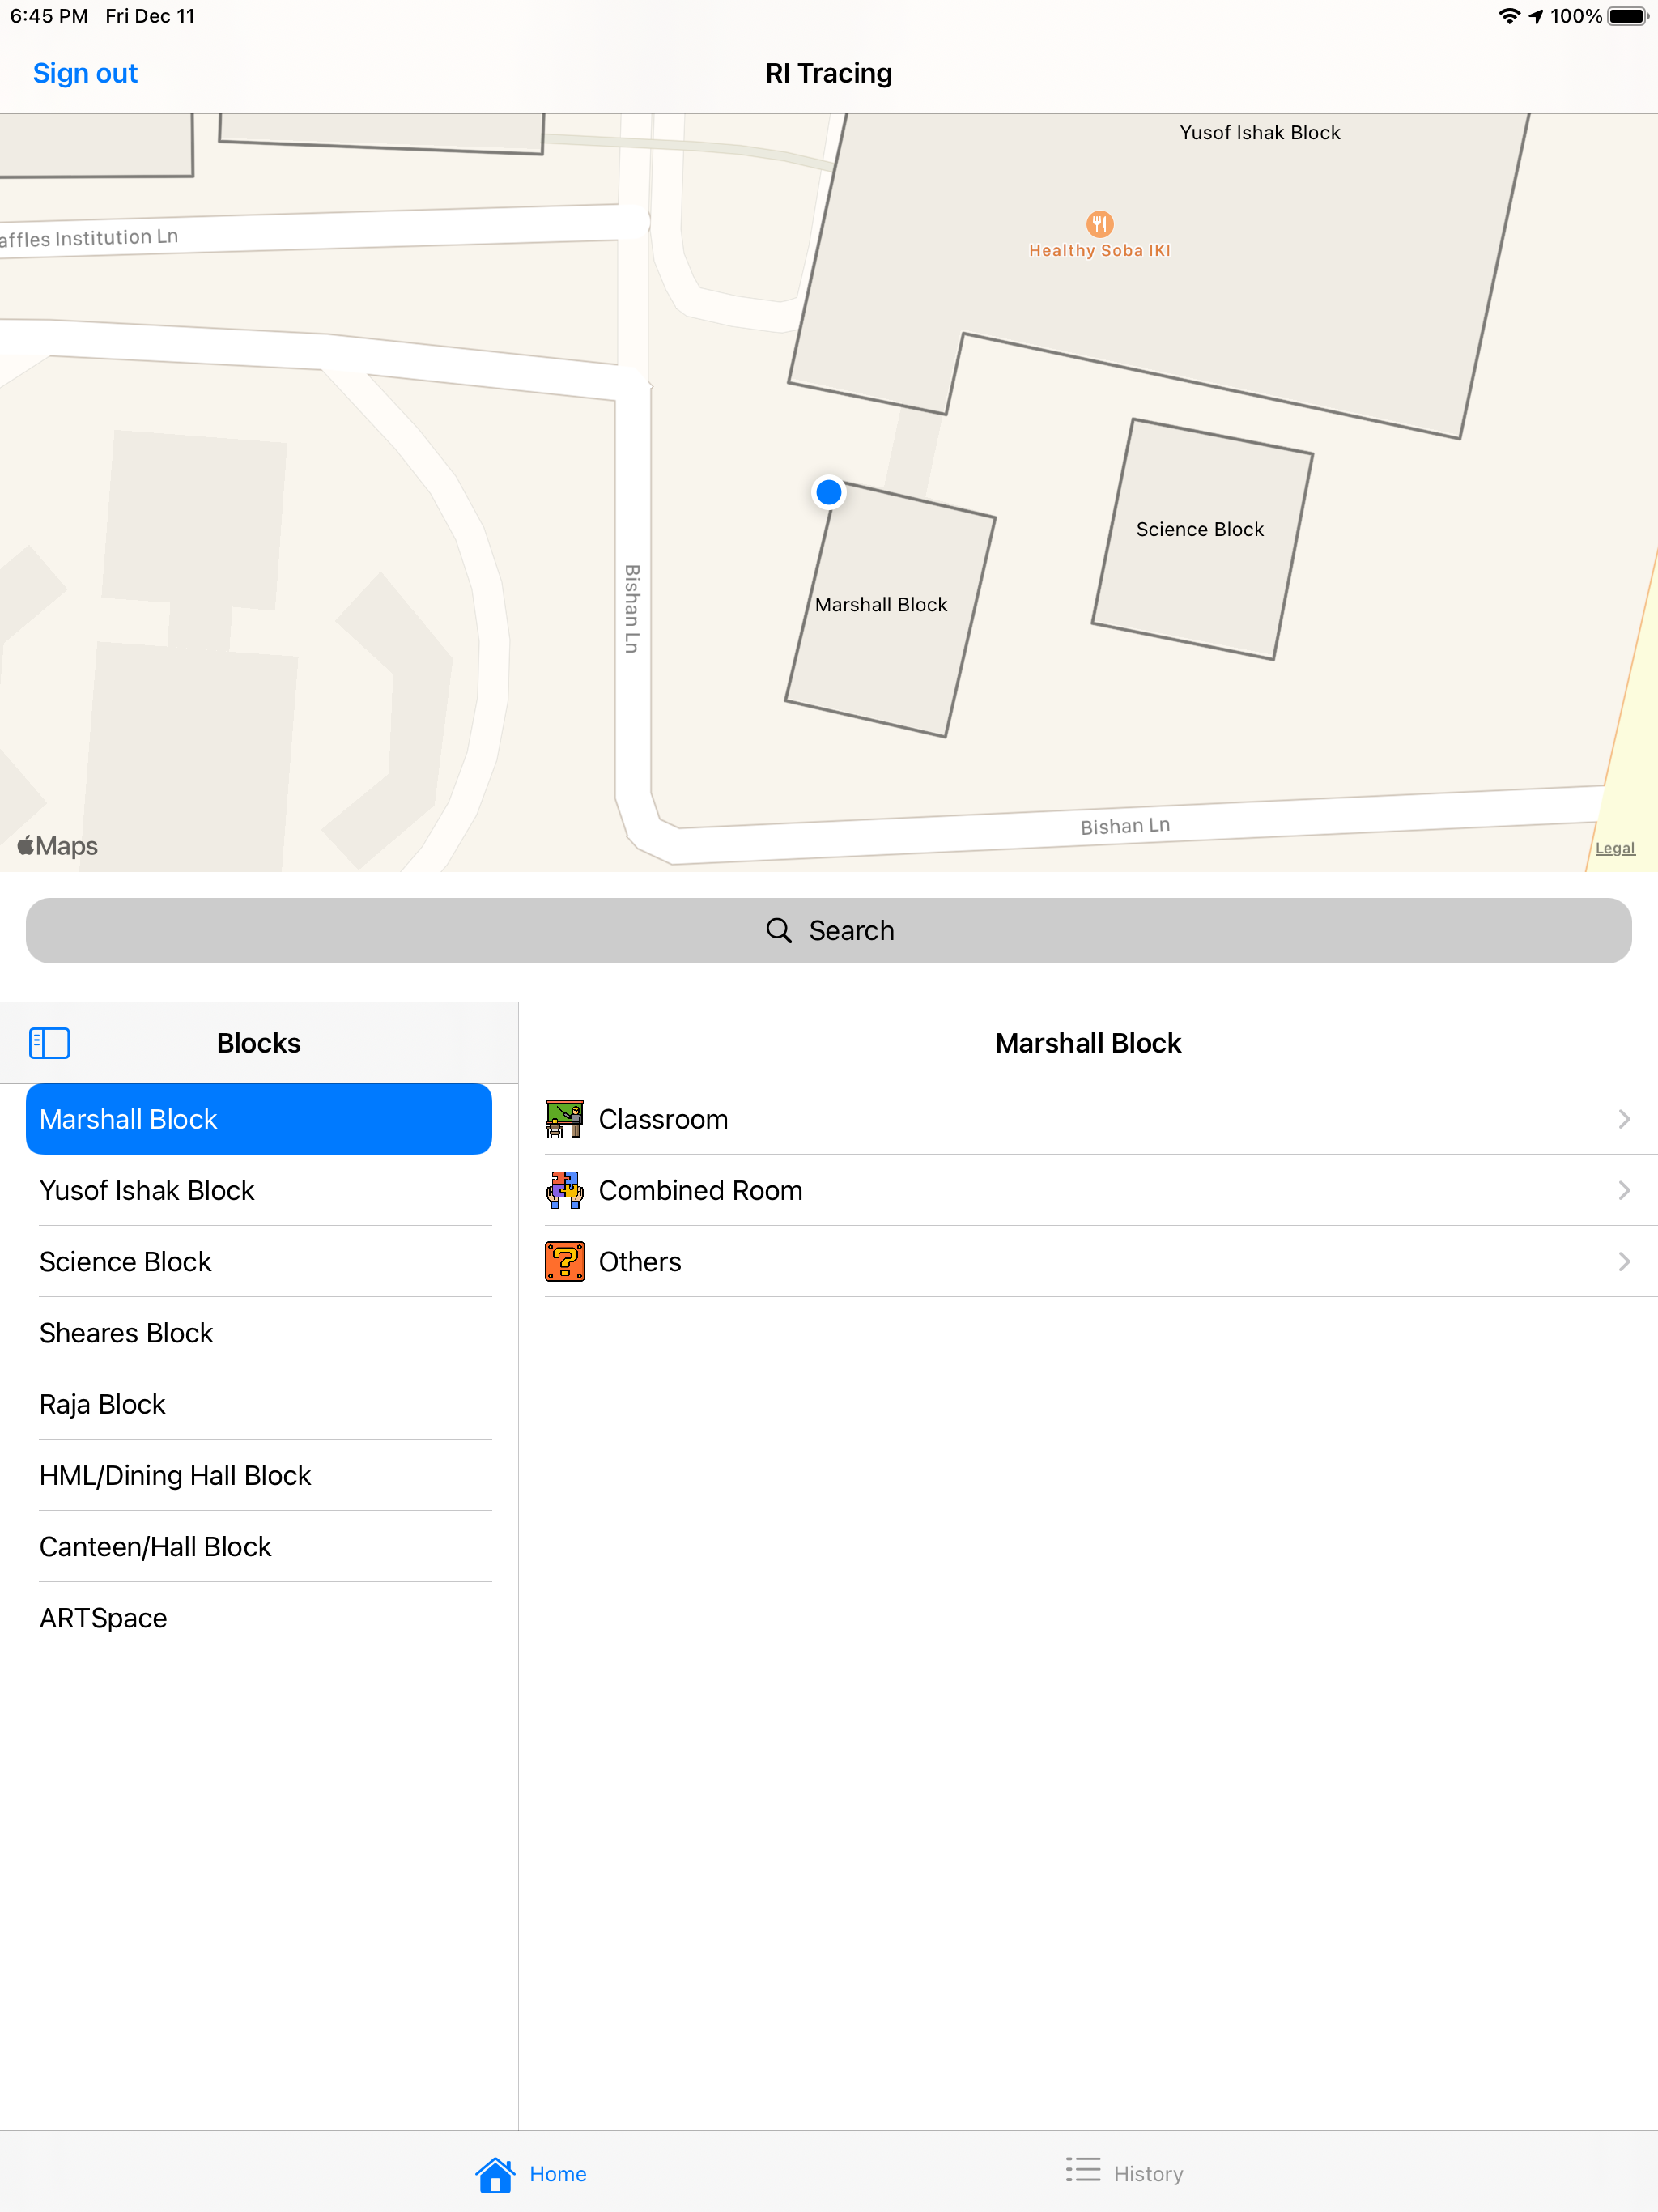 6:45 PM Fri Dec 11 100%
Sign out RI Tracing
Yusof Ishak Block
affles Institution Ln
Healthy Soba IKI
Science Block
Marshall Block
Bishan Ln
Bishan Ln
Maps
Legal
Search
Blocks
Marshall Block
Yusof Ishak Block
Science Block
Sheares Block
Raja Block
HML/Dining Hall Block
Canteen/Hall Block
ARTSpace
Marshall Block
Classroom
Combined Room
Others
Home
History